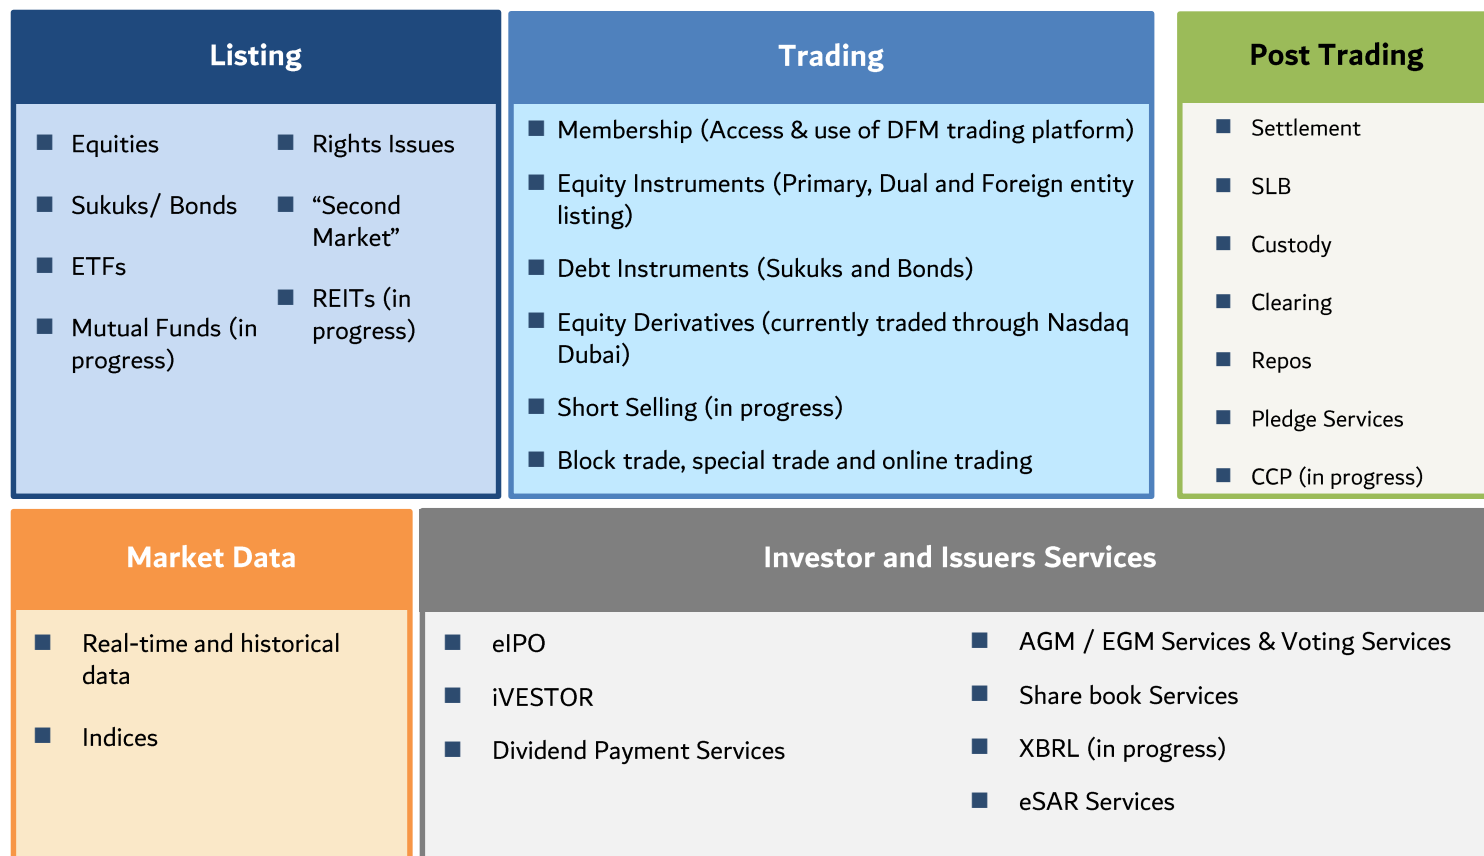 Listing
Equities
Sukuks/ Bonds
ETFs
Mutual Funds (in
progress)
Rights Issues
“Second
Market”
REITs (in
progress)
Trading
Membership (Access & use of DFM trading platform)
Equity Instruments (Primary, Dual and Foreign entity
listing)
Debt Instruments (Sukuks and Bonds)
Equity Derivatives (currently traded through Nasdaq
Dubai)
Short Selling (in progress)
Block trade, special trade and online trading
Post Trading
Settlement
SLB
Custody
Clearing
Repos
Pledge Services
CCP (in progress)
Market Data
Real-time and historical
data
Indices
Investor and Issuers Services
eIPO
iVESTOR
Dividend Payment Services
AGM / EGM Services & Voting Services
Share book Services
XBRL (in progress)
eSAR Services